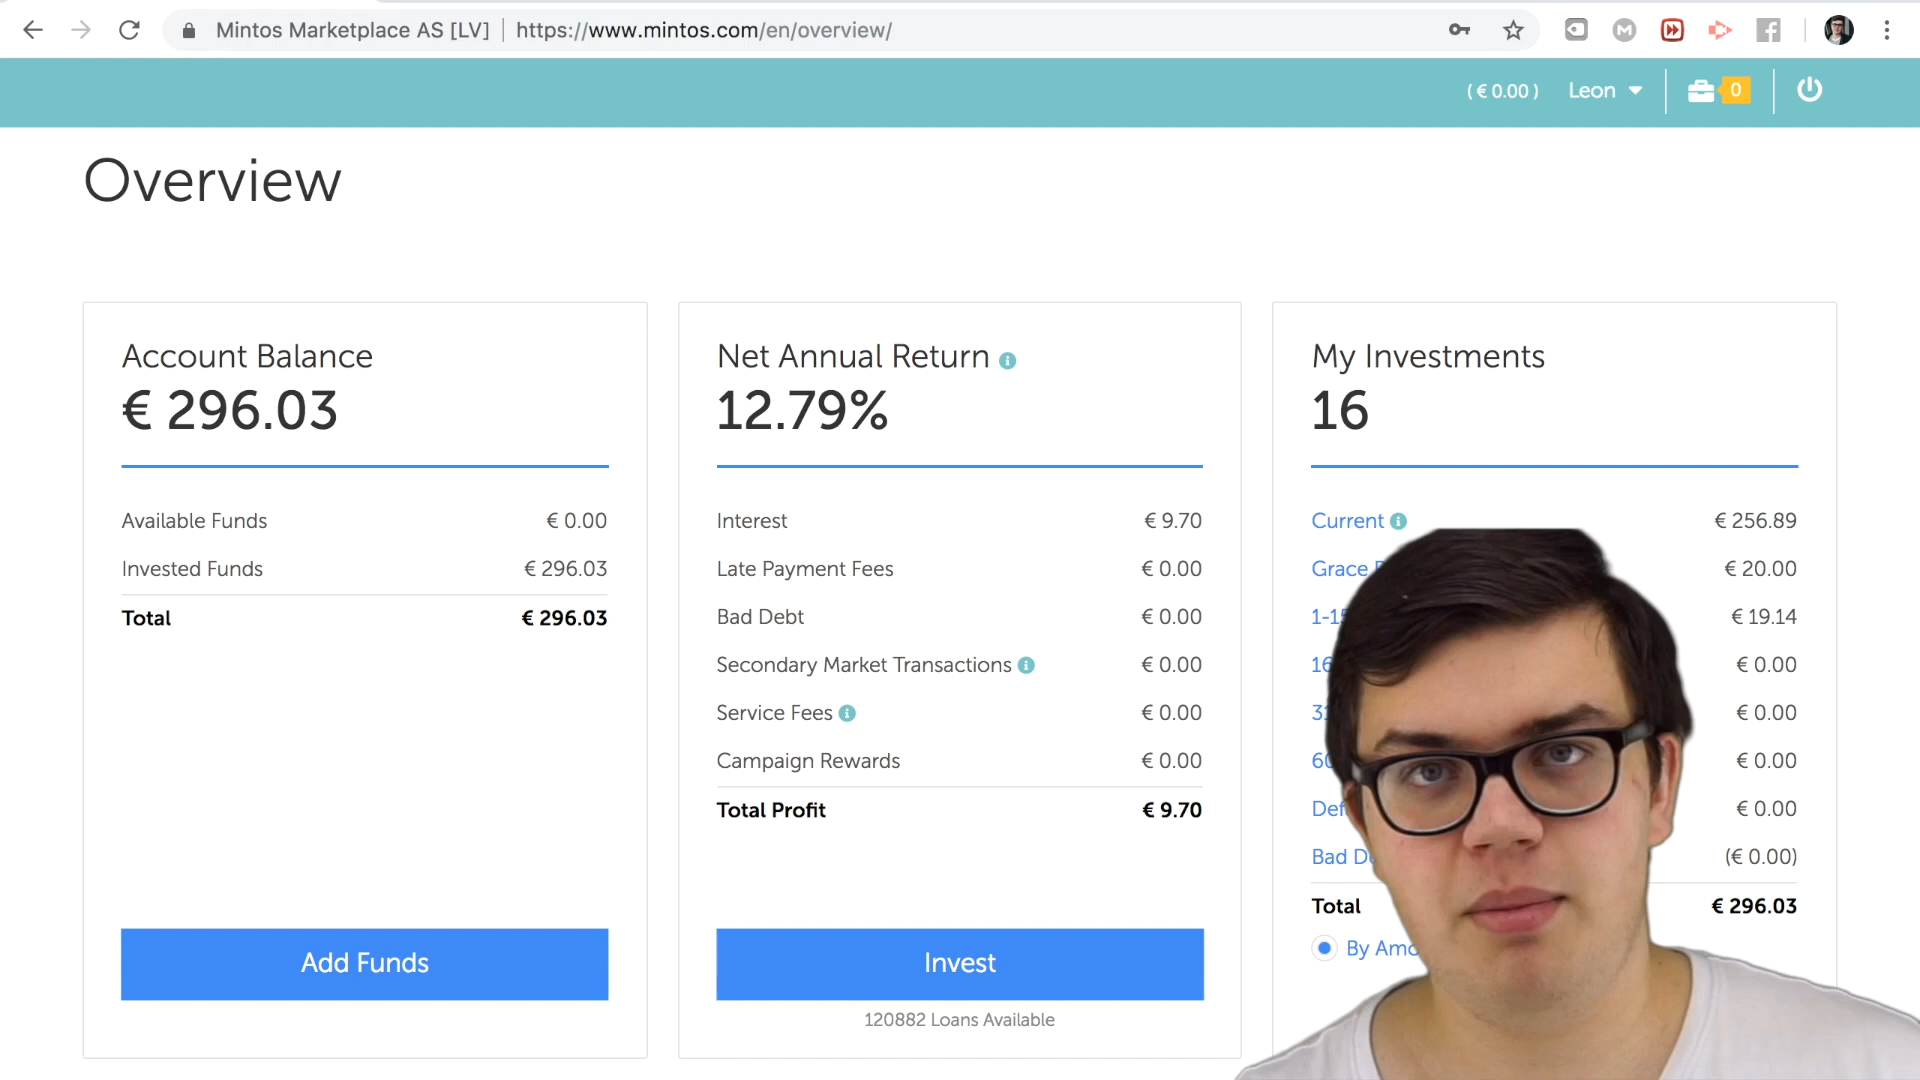 Mintos Marketplace AS [LV] | https://www.mintos.com/en/overview/
( € 0.00 ) Leon 0
Overview
Account Balance
€ 296.03
Available Funds € 0.00
Invested Funds € 296.03
Total € 296.03
Add Funds
Net Annual Return
12.79%
Interest € 9.70
Late Payment Fees € 0.00
Bad Debt € 0.00
Secondary Market Transactions € 0.00
Service Fees € 0.00
Campaign Rewards € 0.00
Total Profit € 9.70
Invest
120882 Loans Available
My Investments
16
Current € 256.89
Grace € 20.00
€ 19.14
€ 0.00
€ 0.00
€ 0.00
€ 0.00
Bad (€ 0.00)
Total € 296.03
By